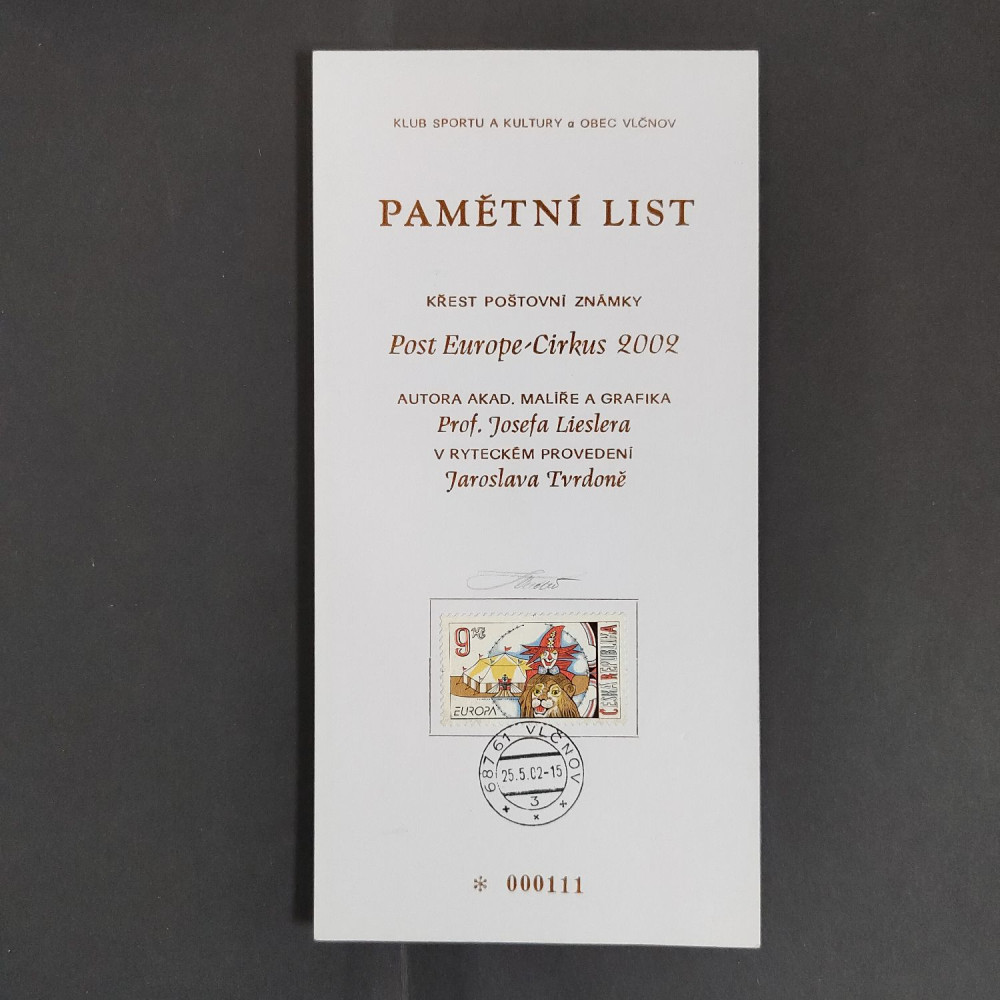 KLUB SPORTU A KULTURY a OBEC VLČNOV
PAMĚTNÍ LIST
KŘEST POŠTOVNÍ ZNÁMKY
Post Europe-Cirkus 2002
AUTORA AKAD. MALÍŘE A GRAFIKA
Prof. Josefa Lieslera
V RYTECKÉM PROVEDENÍ
Jaroslava Tvrdoně
9 Kč
ČESKÁ REPUBLIKA
EUROPA
687 61 VLČNOV
25.5.02-15
3
* 000111